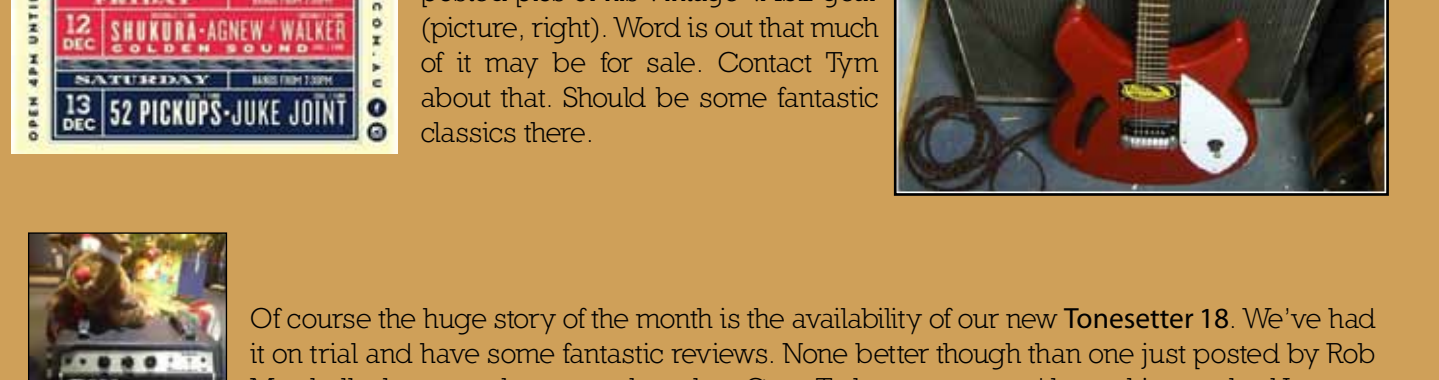 12 DEC
SHUKURA·AGNEW WALKER
GOLDEN SOUND
SATURDAY
BANDS FROM 7:30PM
13 DEC
52 PICKUPS·JUKE JOINT
OPEN 4PM UNTI
(picture, right). Word is out that much
of it may be for sale. Contact Tym
about that. Should be some fantastic
classics there.
Of course the huge story of the month is the availability of our new Tonesetter 18. We've had
it on trial and have some fantastic reviews. None better though than one just posted by Rob